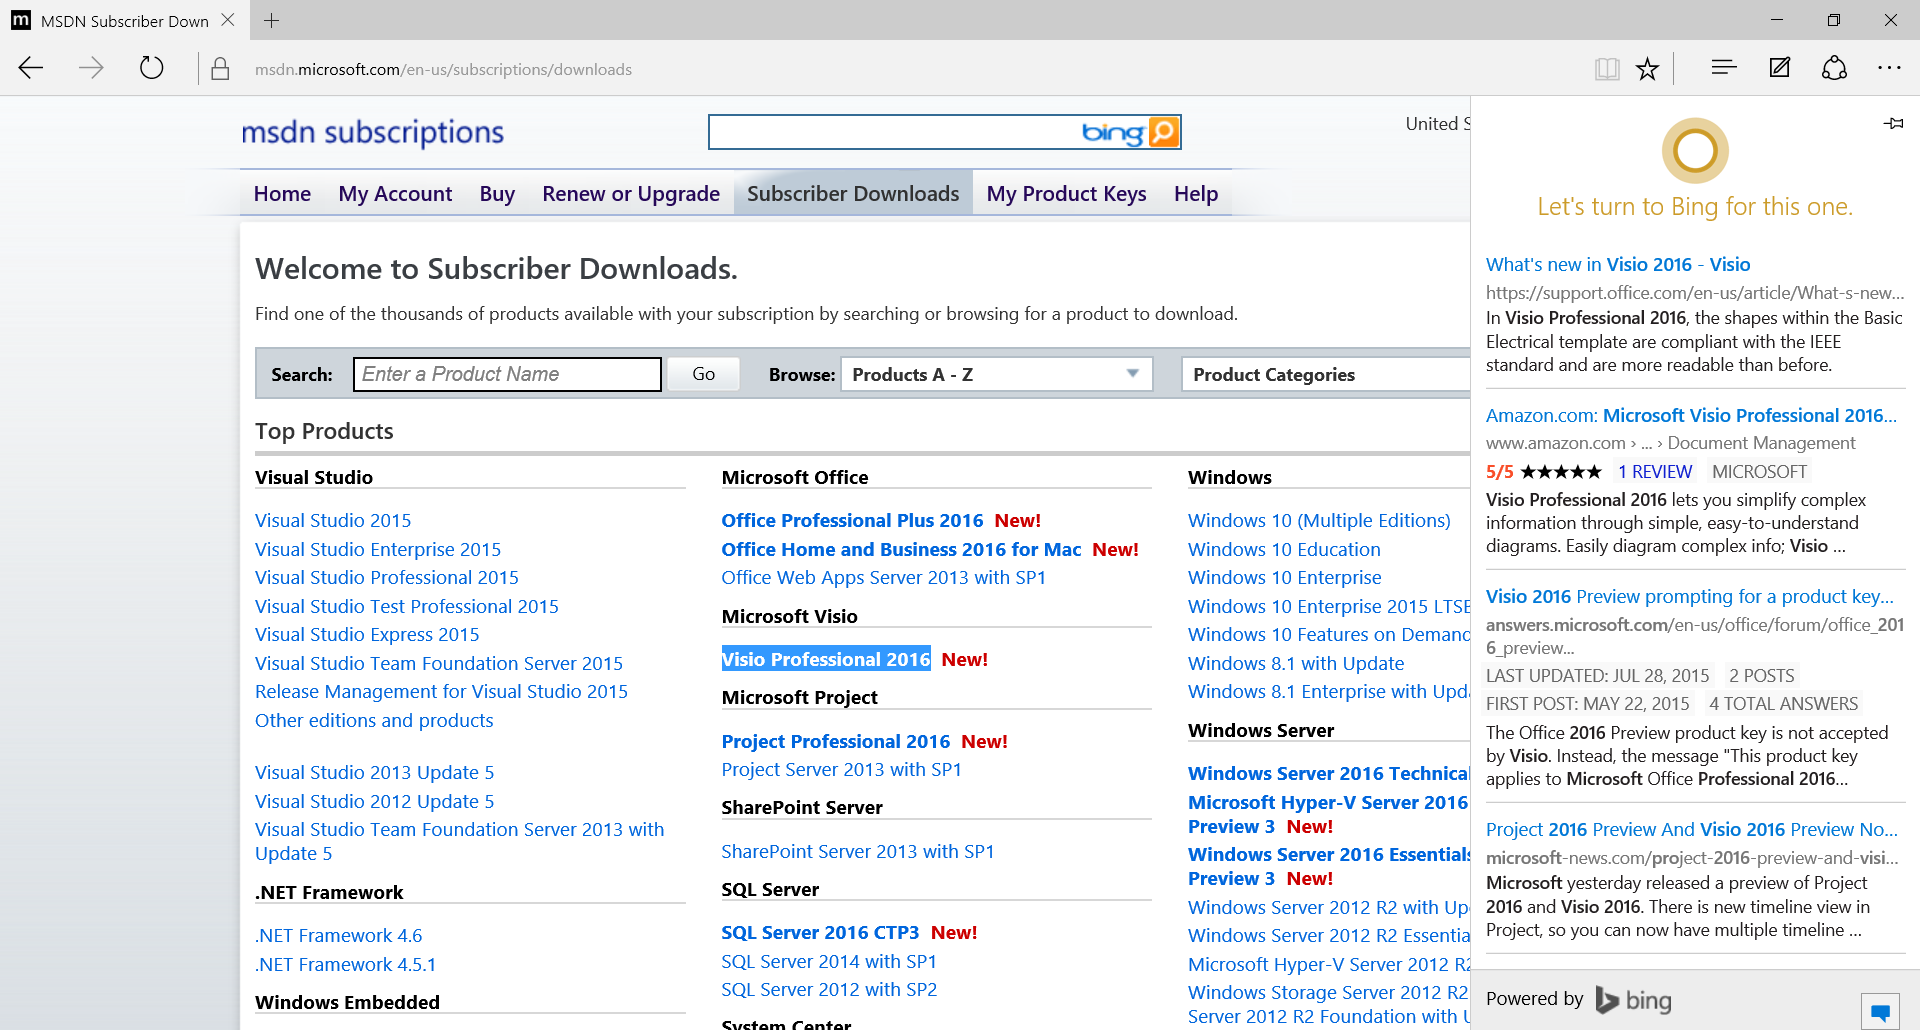 m MSDN Subscriber Down
msdn.microsoft.com/en-us/subscriptions/downloads
msdn subscriptions
bing
United S
Home My Account Buy Renew or Upgrade Subscriber Downloads My Product Keys Help
Welcome to Subscriber Downloads.
Find one of the thousands of products available with your subscription by searching or browsing for a product to download.
Search: Enter a Product Name Go Browse: Products A - Z Product Categories
Top Products
Visual Studio
Visual Studio 2015
Visual Studio Enterprise 2015
Visual Studio Professional 2015
Visual Studio Test Professional 2015
Visual Studio Express 2015
Visual Studio Team Foundation Server 2015
Release Management for Visual Studio 2015
Other editions and products
Visual Studio 2013 Update 5
Visual Studio 2012 Update 5
Visual Studio Team Foundation Server 2013 with
Update 5
.NET Framework
.NET Framework 4.6
.NET Framework 4.5.1
Windows Embedded
Microsoft Office
Office Professional Plus 2016 New!
Office Home and Business 2016 for Mac New!
Office Web Apps Server 2013 with SP1
Microsoft Visio
Visio Professional 2016 New!
Microsoft Project
Project Professional 2016 New!
Project Server 2013 with SP1
SharePoint Server
SharePoint Server 2013 with SP1
SQL Server
SQL Server 2016 CTP3 New!
SQL Server 2014 with SP1
SQL Server 2012 with SP2
System Center
Windows
Windows 10 (Multiple Editions)
Windows 10 Education
Windows 10 Enterprise
Windows 10 Enterprise 2015 LTSB
Windows 10 Features on Demand
Windows 8.1 with Update
Windows 8.1 Enterprise with Upda
Windows Server
Windows Server 2016 Technical
Microsoft Hyper-V Server 2016
Preview 3 New!
Windows Server 2016 Essentials
Preview 3 New!
Windows Server 2012 R2 with Up
Windows Server 2012 R2 Essentia
Microsoft Hyper-V Server 2012 R2
Windows Storage Server 2012 R2
Server 2012 R2 Foundation with U
Let's turn to Bing for this one.
What's new in Visio 2016 - Visio
https://support.office.com/en-us/article/What-s-new...
In Visio Professional 2016, the shapes within the Basic
Electrical template are compliant with the IEEE
standard and are more readable than before.
Amazon.com: Microsoft Visio Professional 2016...
www.amazon.com › ... › Document Management
5/5 ★★★★★ 1 REVIEW MICROSOFT
Visio Professional 2016 lets you simplify complex
information through simple, easy-to-understand
diagrams. Easily diagram complex info; Visio ...
Visio 2016 Preview prompting for a product key...
answers.microsoft.com/en-us/office/forum/office_201
6_preview...
LAST UPDATED: JUL 28, 2015 2 POSTS
FIRST POST: MAY 22, 2015 4 TOTAL ANSWERS
The Office 2016 Preview product key is not accepted
by Visio. Instead, the message "This product key
applies to Microsoft Office Professional 2016...
Project 2016 Preview And Visio 2016 Preview No...
microsoft-news.com/project-2016-preview-and-visi...
Microsoft yesterday released a preview of Project
2016 and Visio 2016. There is new timeline view in
Project, so you can now have multiple timeline ...
Powered by bing